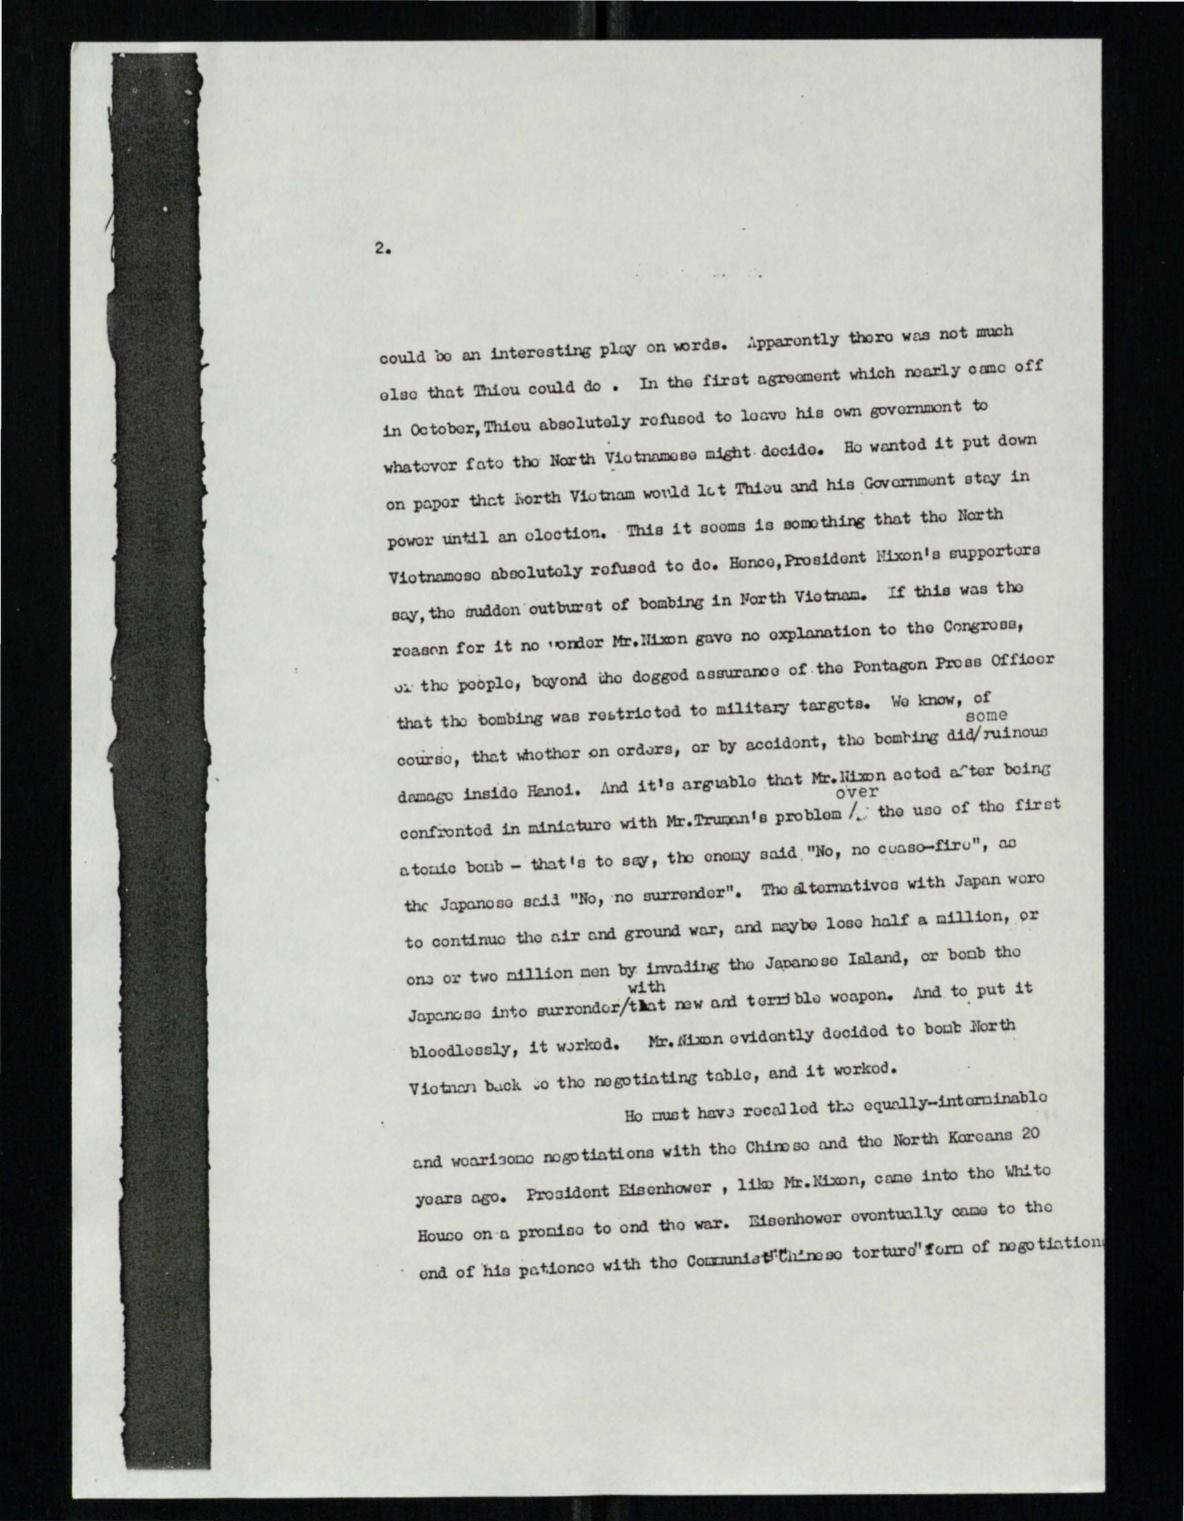 2.
could be an interesting play on words. Apparently there was not much
else that Thieu could do . In the first agreement which nearly came off
in October,Thieu absolutely refused to leave his own government to
whatever fate the North Vietnamese might decide. He wanted it put down
on paper that North Vietnam would let Thieu and his Government stay in
power until an election. This it seems is something that the North
Vietnamese absolutely refused to do. Hence,President Nixon's supporters
say,the sudden outburst of bombing in North Vietnam. If this was the
reason for it no wonder Mr.Nixon gave no explanation to the Congress,
or the people, beyond the dogged assurance of the Pentagon Press Officer
that the bombing was restricted to military targets. We know, of
some
course, that whether on orders, or by accident, the bombing did/ruinous
damage inside Hanoi. And it's arguable that Mr.Nixon acted after being
over
confronted in miniature with Mr.Truman's problem / the use of the first
atomic bomb - that's to say, the enemy said "No, no cease-fire", as
the Japanese said "No, no surrender". The alternatives with Japan were
to continue the air and ground war, and maybe lose half a million, or
one or two million men by invading the Japanese Island, or bomb the
with
Japanese into surrender/that new and terrible weapon. And to put it
bloodlessly, it worked. Mr.Nixon evidently decided to bomb North
Vietnam back to the negotiating table, and it worked.
He must have recalled the equally-interminable
and wearisome negotiations with the Chinese and the North Koreans 20
years ago. President Eisenhower , like Mr.Nixon, came into the White
House on a promise to end the war. Eisenhower eventually came to the
end of his patience with the Communist "Chinese torture" form of negotiations